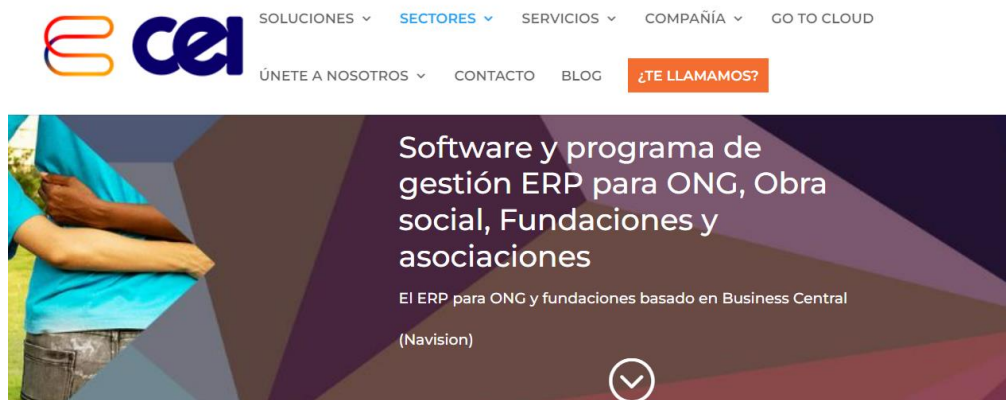 cei
SOLUCIONES SECTORES SERVICIOS COMPAÑÍA GO TO CLOUD
ÚNETE A NOSOTROS CONTACTO BLOG ¿TE LLAMAMOS?
Software y programa de
gestión ERP para ONG, Obra
social, Fundaciones y
asociaciones
El ERP para ONG y fundaciones basado en Business Central
(Navision)